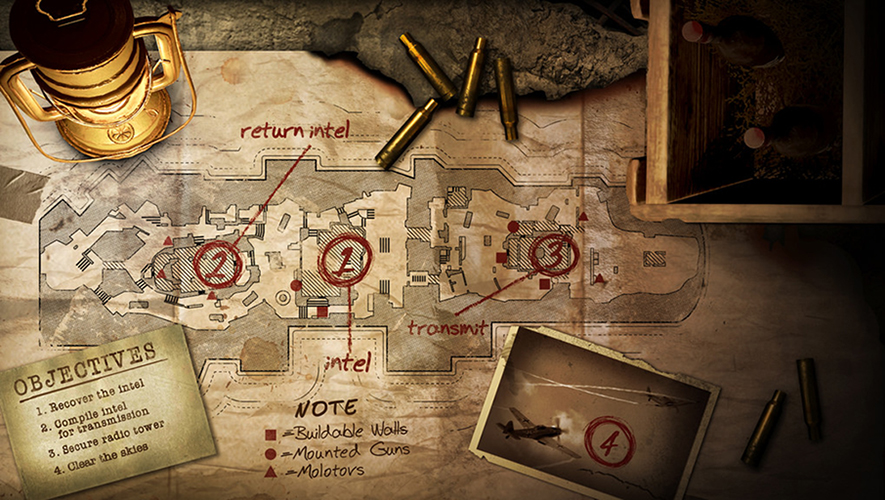 return intel
2
1
3
transmit
intel
OBJECTIVES
1. Recover the intel
2. Compile intel
for transmission
3. Secure radio tower
4. Clear the skies
NOTE
=Buildable Walls
=Mounted Guns
=Molotovs
4